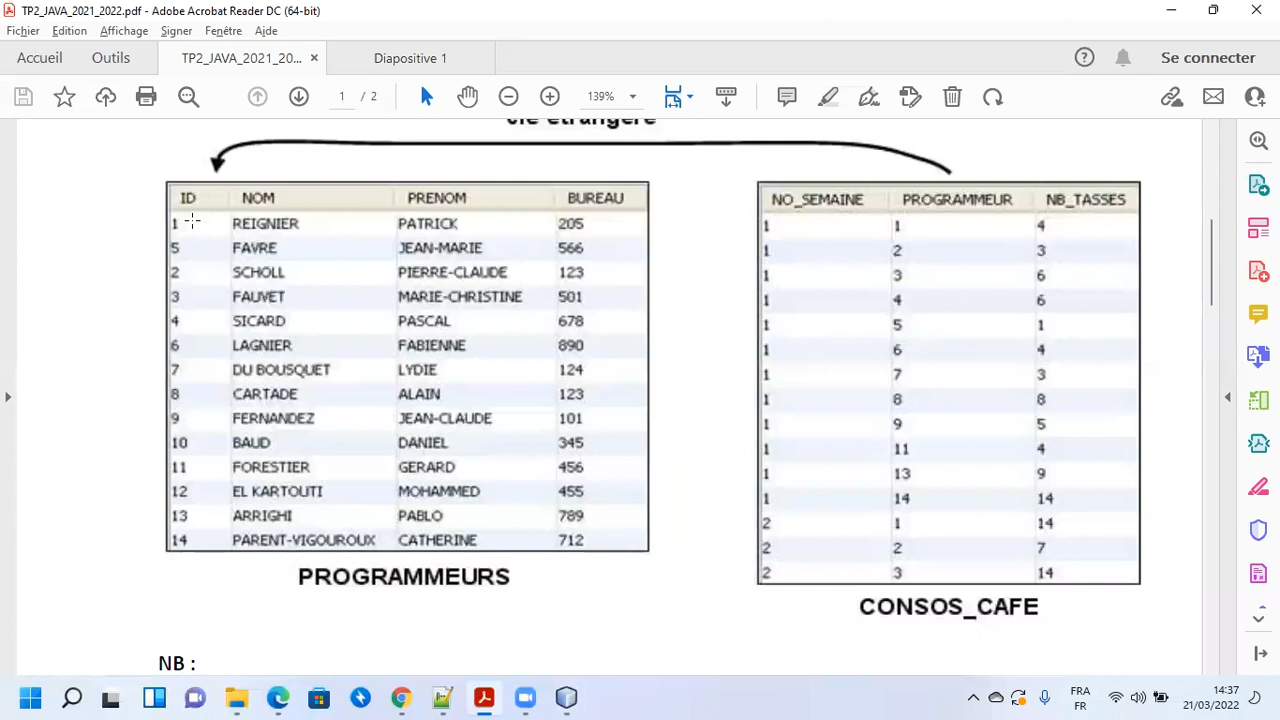 TP2_JAVA_2021_2022.pdf - Adobe Acrobat Reader DC (64-bit)
Fichier Edition Affichage Signer Fenêtre Aide
Accueil Outils TP2_JAVA_2021_20... × Diapositive 1 Se connecter
1 / 2 139%
clé étrangère
ID NOM PRENOM BUREAU
1 REIGNIER PATRICK 205
5 FAVRE JEAN-MARIE 566
2 SCHOLL PIERRE-CLAUDE 123
3 FAUVET MARIE-CHRISTINE 501
4 SICARD PASCAL 678
6 LAGNIER FABIENNE 890
7 DU BOUSQUET LYDIE 124
8 CARTADE ALAIN 123
9 FERNANDEZ JEAN-CLAUDE 101
10 BAUD DANIEL 345
11 FORESTIER GERARD 456
12 EL KARTOUTI MOHAMMED 455
13 ARRIGHI PABLO 789
14 PARENT-VIGOUROUX CATHERINE 712
PROGRAMMEURS
NO_SEMAINE PROGRAMMEUR NB_TASSES
1 1 4
1 2 3
1 3 6
1 4 6
1 5 1
1 6 4
1 7 3
1 8 8
1 9 5
1 11 4
1 13 9
1 14 14
2 1 14
2 2 7
2 3 14
CONSOS_CAFE
NB :
FRA
FR
14:37
21/03/2022